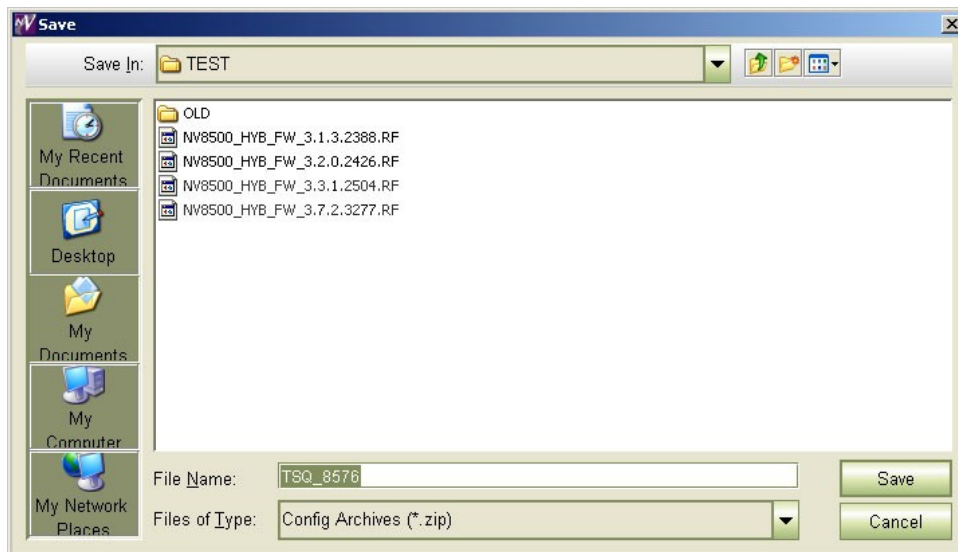 Save
Save In:
TEST
My Recent
Documents
Desktop
My
Documents
My
Computer
My Network
Places
OLD
NV8500_HYB_FW_3.1.3.2388.RF
NV8500_HYB_FW_3.2.0.2426.RF
NV8500_HYB_FW_3.3.1.2504.RF
NV8500_HYB_FW_3.7.2.3277.RF
File Name:
TSQ_8576
Save
Files of Type:
Config Archives (*.zip)
Cancel